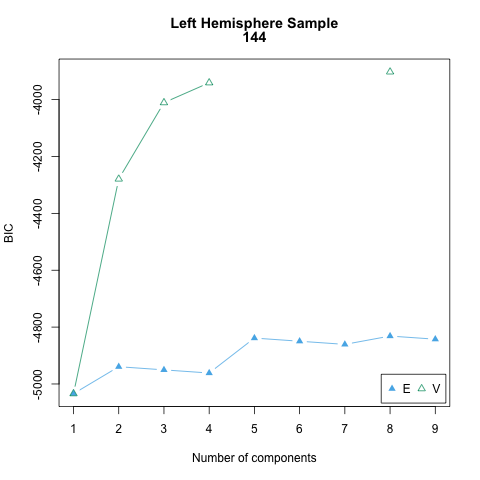 Left Hemisphere Sample
144
BIC
-4000
-4200
-4400
-4600
-4800
-5000
E V
1 2 3 4 5 6 7 8 9
Number of components